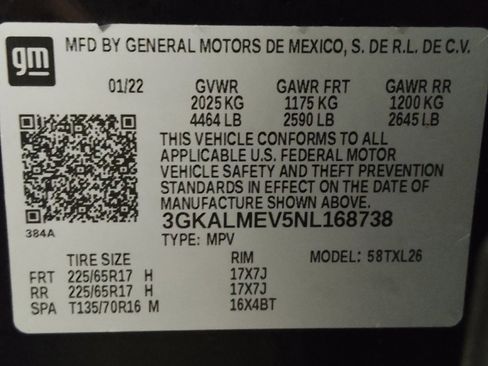 gm
MFD BY GENERAL MOTORS DE MEXICO, S. DE R.L. DE C.V.
01/22 GVWR GAWR FRT GAWR RR
2025 KG 1175 KG 1200 KG
4464 LB 2590 LB 2645 LB
THIS VEHICLE CONFORMS TO ALL
APPLICABLE U.S. FEDERAL MOTOR
VEHICLE SAFETY AND THEFT PREVENTION
STANDARDS IN EFFECT ON THE DATE OF
MANUFACTURE SHOWN ABOVE.
384A
3GKALMEV5NL168738
TYPE: MPV MODEL: 58TXL26
TIRE SIZE RIM
FRT 225/65R17 H 17X7J
RR 225/65R17 H 17X7J
SPA T135/70R16 M 16X4BT